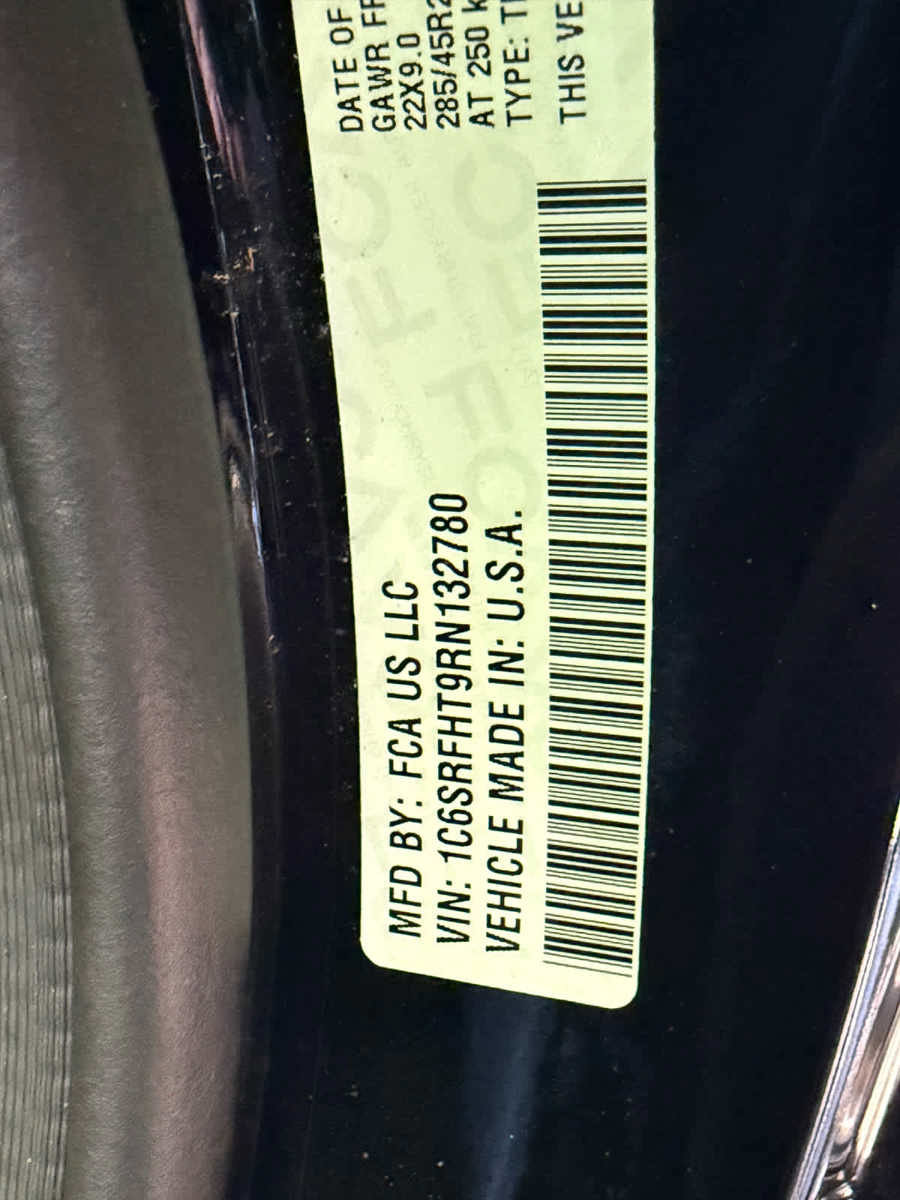 MFD BY: FCA US LLC
VIN: 1C6SRFHT9RN132780
VEHICLE MADE IN: U.S.A.
DATE OF
GAWR FR
22X9.0
285/45R2
AT 250 k
TYPE: T
THIS VE